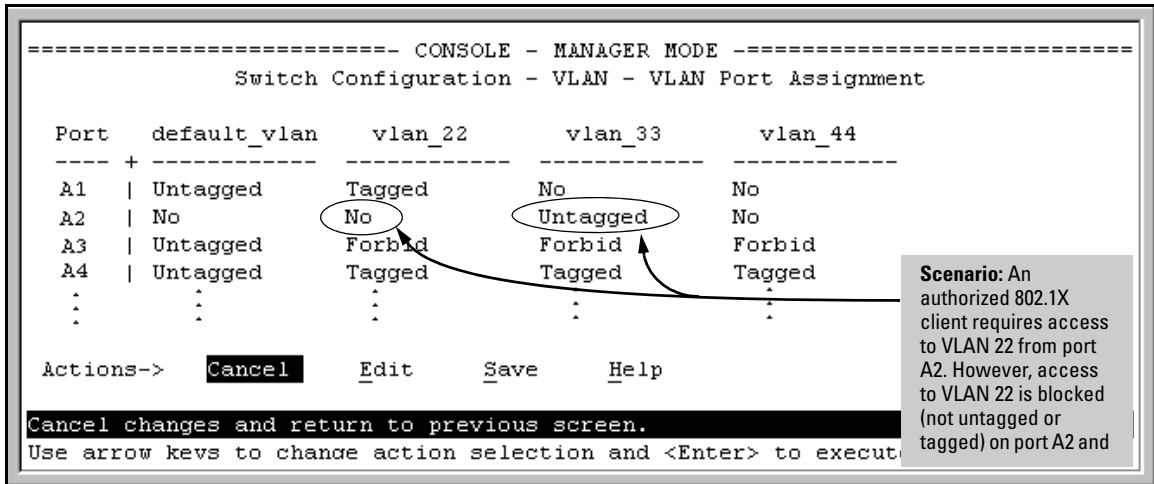 ===========================- CONSOLE - MANAGER MODE -============================
Switch Configuration - VLAN - VLAN Port Assignment
Port default_vlan vlan_22 vlan_33 vlan_44
---- + ------------ ------------ ------------ ------------
A1 | Untagged Tagged No No
A2 | No No Untagged No
A3 | Untagged Forbid Forbid Forbid
A4 | Untagged Tagged Tagged Tagged
Actions-> Cancel Edit Save Help
Cancel changes and return to previous screen.
Use arrow keys to change action selection and <Enter> to execut
Scenario: An
authorized 802.1X
client requires access
to VLAN 22 from port
A2. However, access
to VLAN 22 is blocked
(not untagged or
tagged) on port A2 and